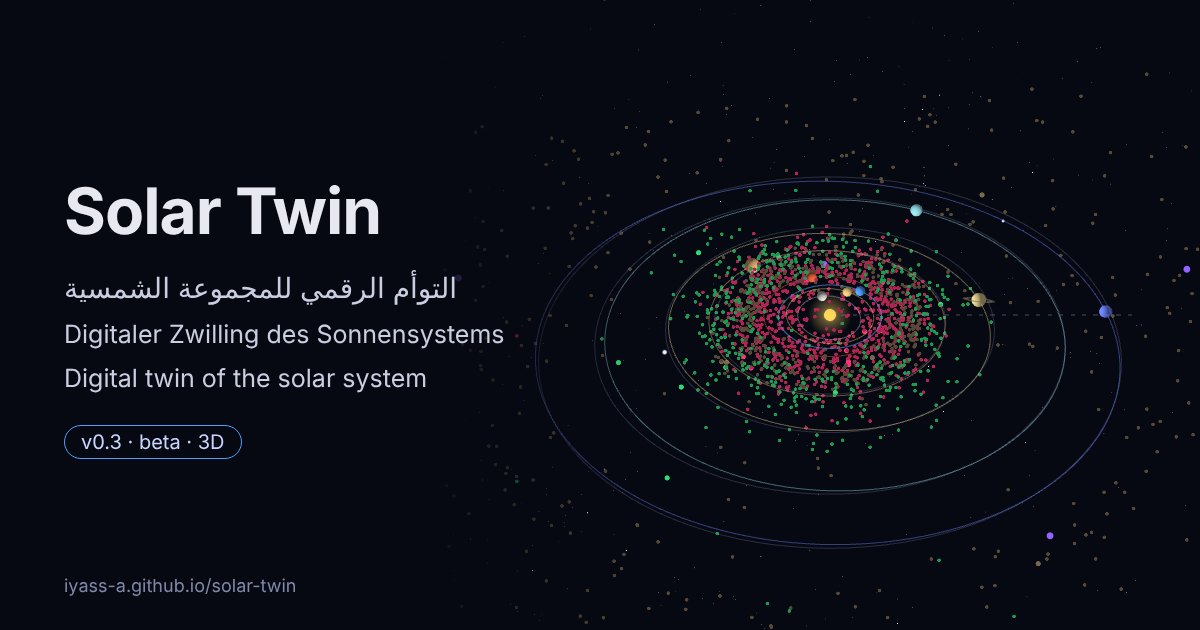 Solar Twin
التوأم الرقمي للمجموعة الشمسية
Digitaler Zwilling des Sonnensystems
Digital twin of the solar system
v0.3 · beta · 3D
iyass-a.github.io/solar-twin